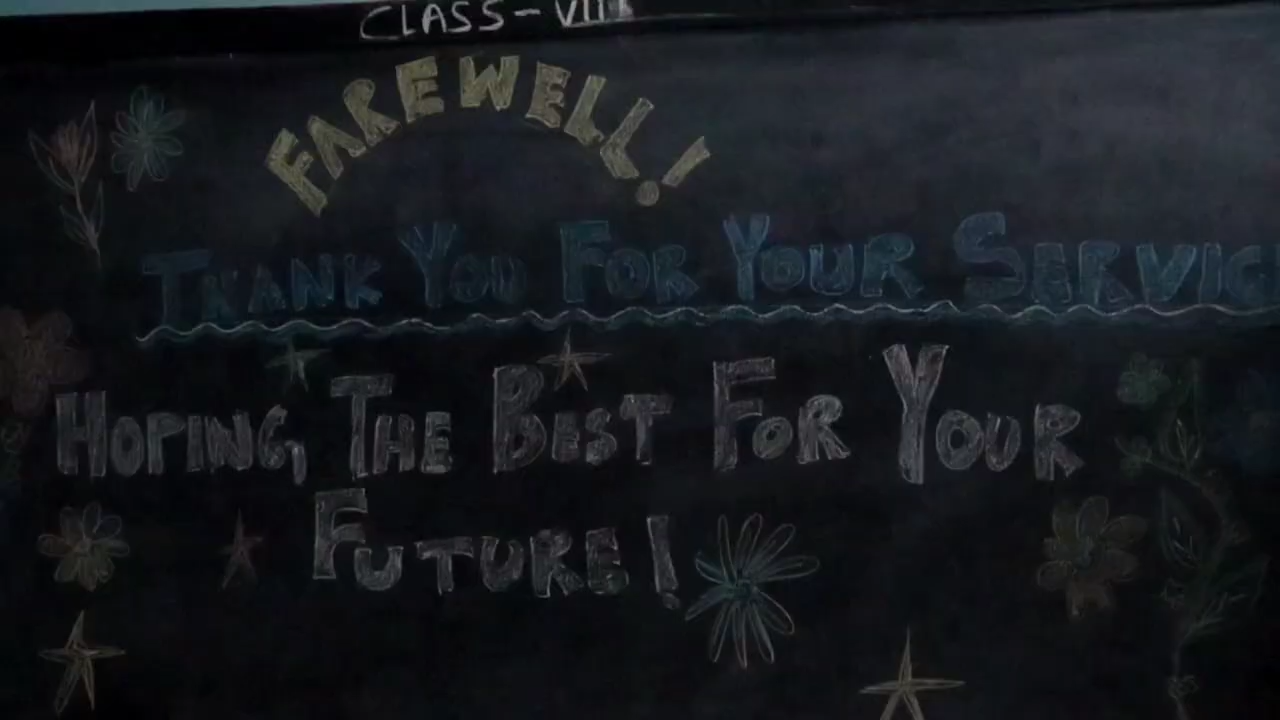 CLASS-VIII
FAREWELL!
THANK YOU FOR YOUR SERVIC
HOPING, THE BEST FOR YOUR
FUTURE!